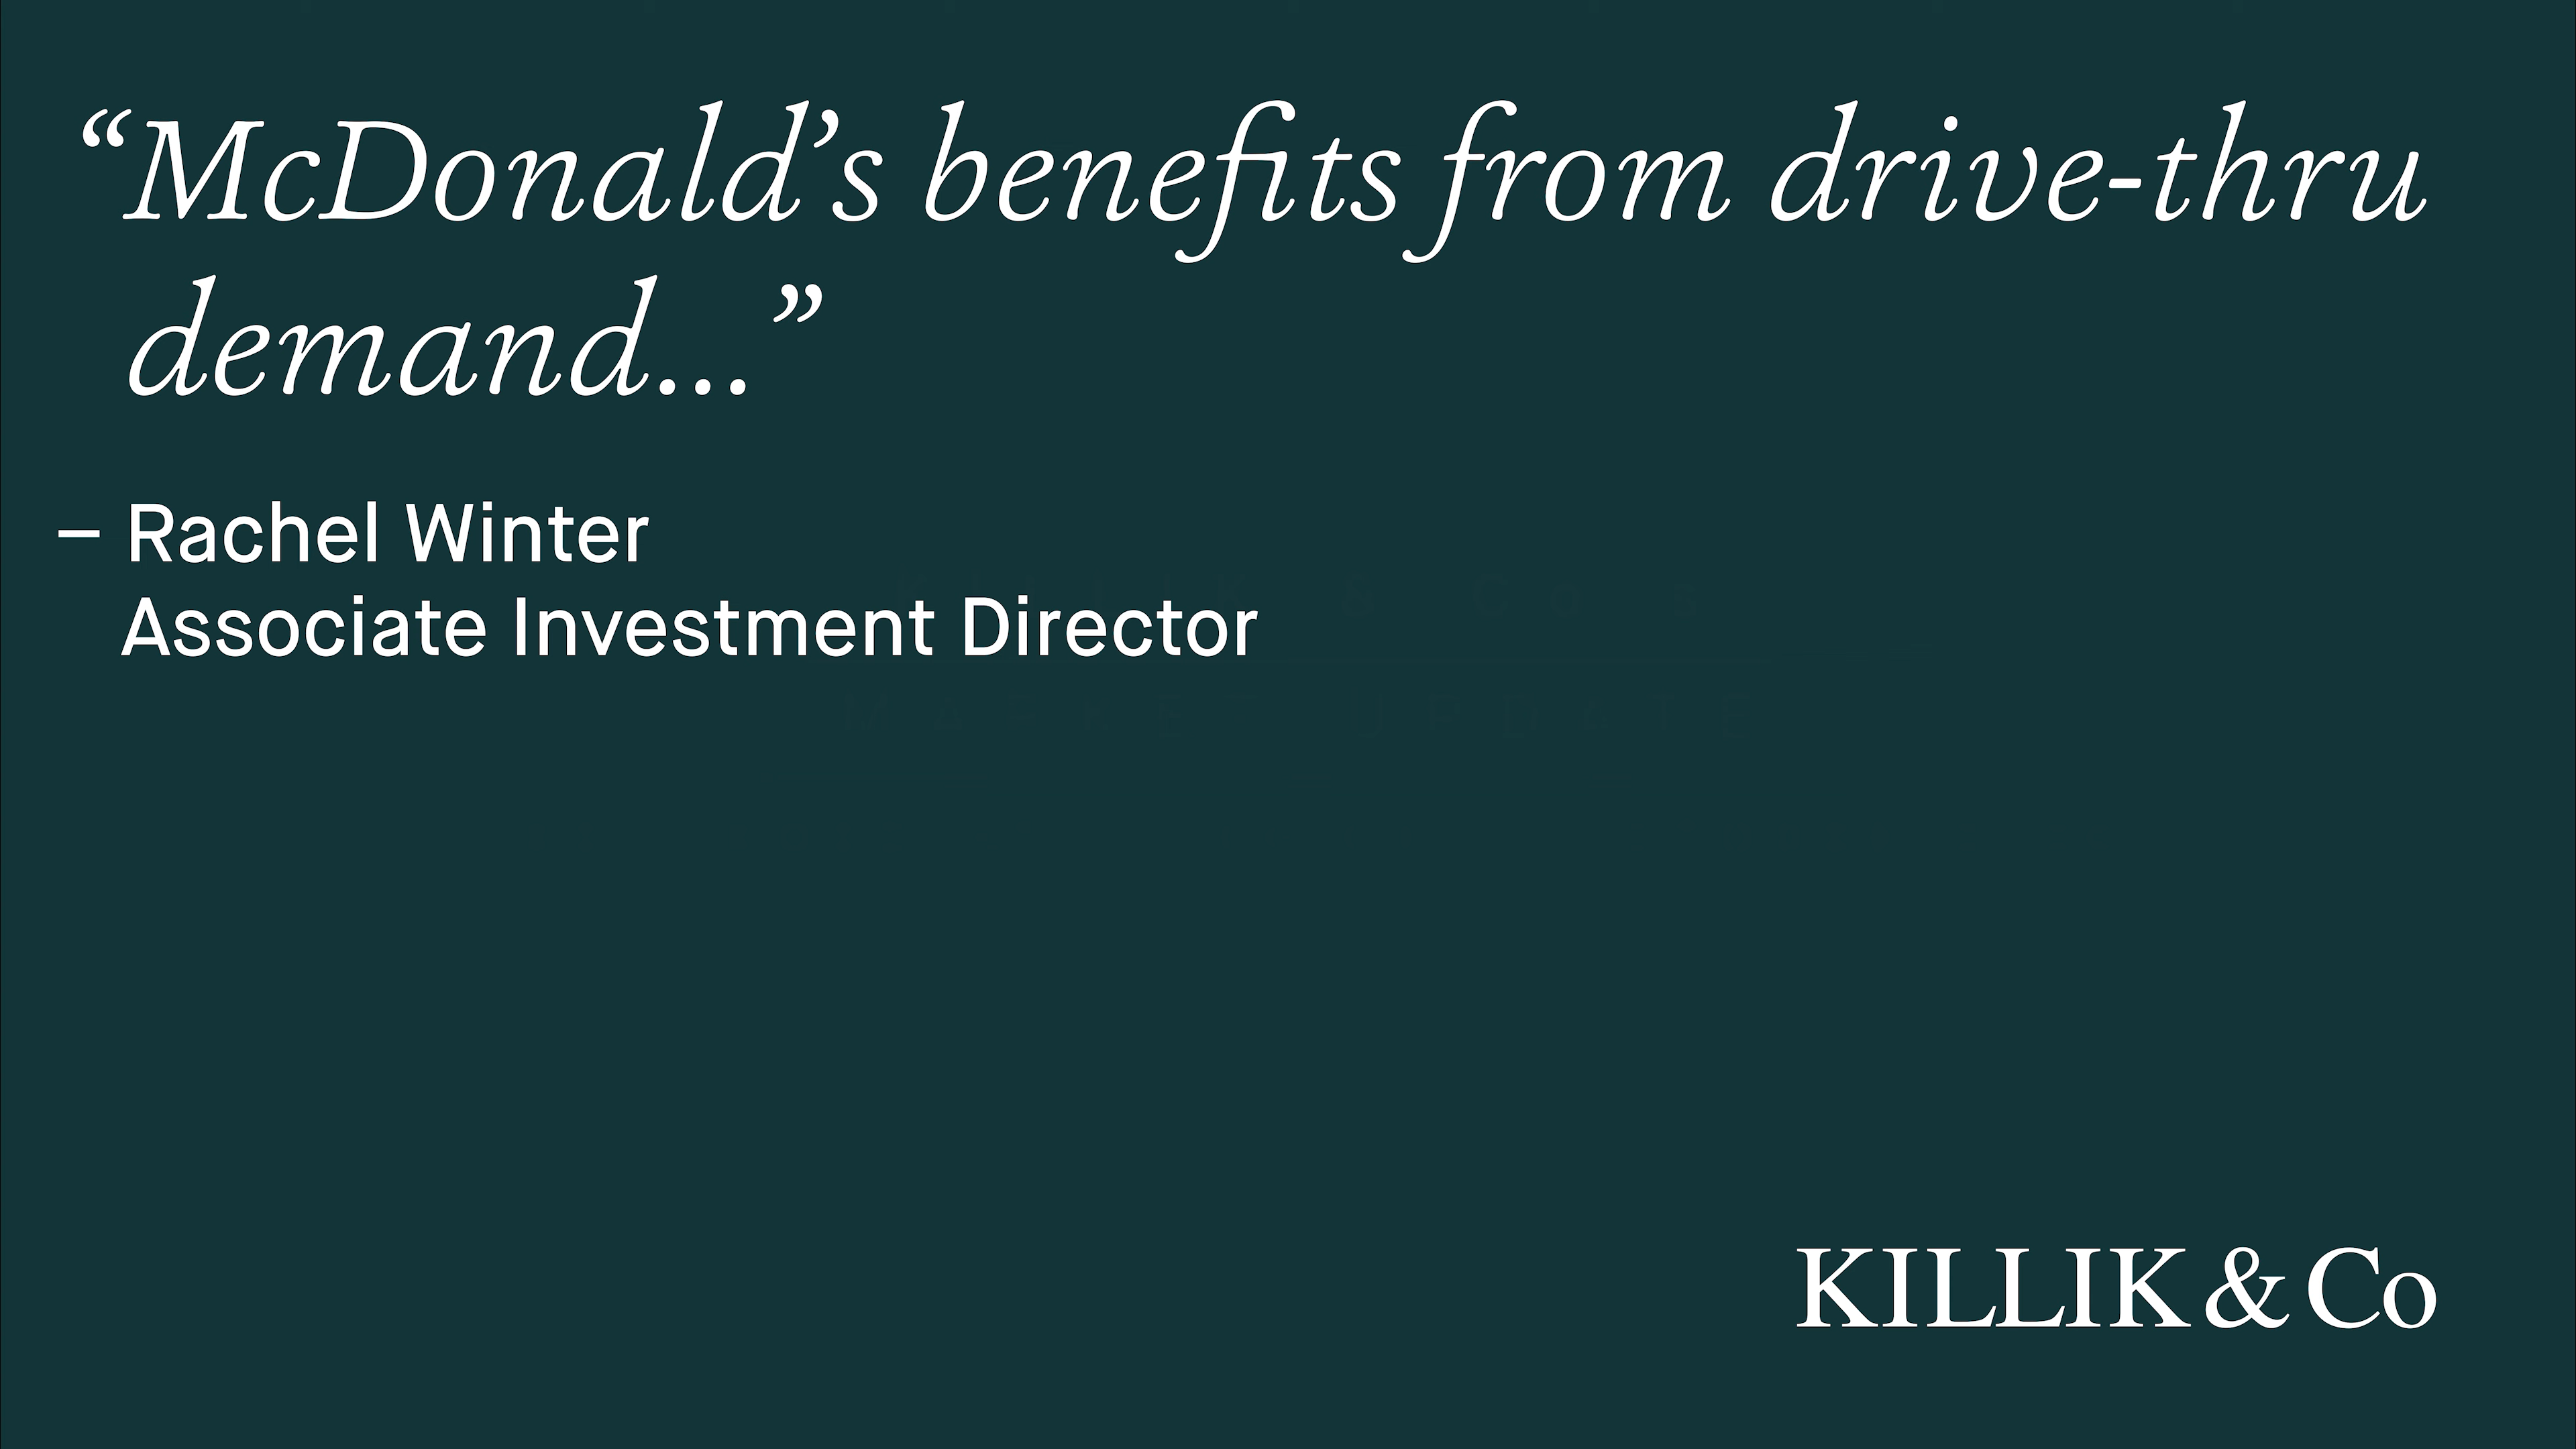 “McDonald’s benefits from drive-thru
demand...”
– Rachel Winter
Associate Investment Director
KILLIK & Co